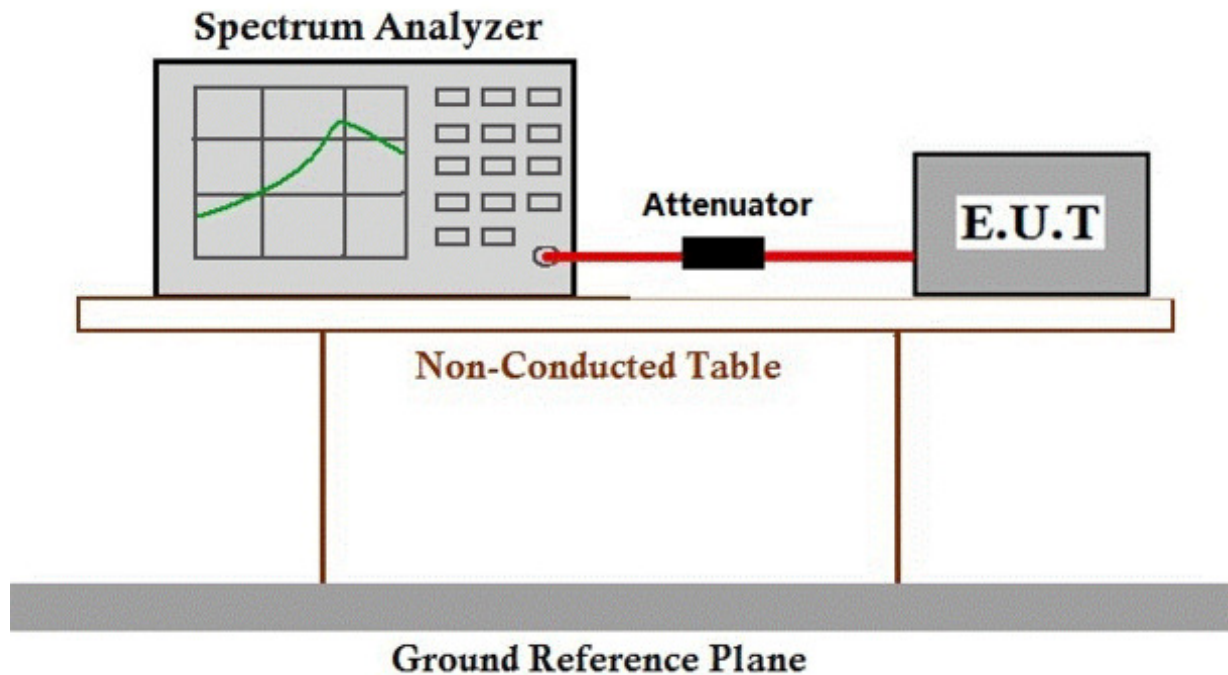 Spectrum Analyzer
Attenuator
E.U.T
Non-Conducted Table
Ground Reference Plane